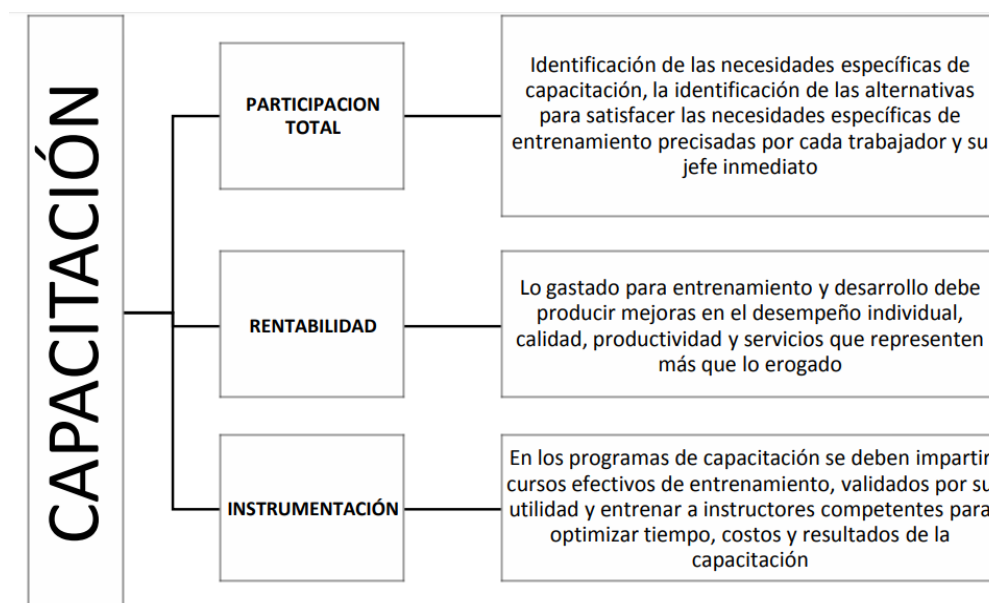 CAPACITACIÓN
PARTICIPACION
TOTAL
Identificación de las necesidades específicas de
capacitación, la identificación de las alternativas
para satisfacer las necesidades específicas de
entrenamiento precisadas por cada trabajador y su
jefe inmediato
RENTABILIDAD
Lo gastado para entrenamiento y desarrollo debe
producir mejoras en el desempeño individual,
calidad, productividad y servicios que representen
más que lo erogado
INSTRUMENTACIÓN
En los programas de capacitación se deben impartir
cursos efectivos de entrenamiento, validados por su
utilidad y entrenar a instructores competentes para
optimizar tiempo, costos y resultados de la
capacitación